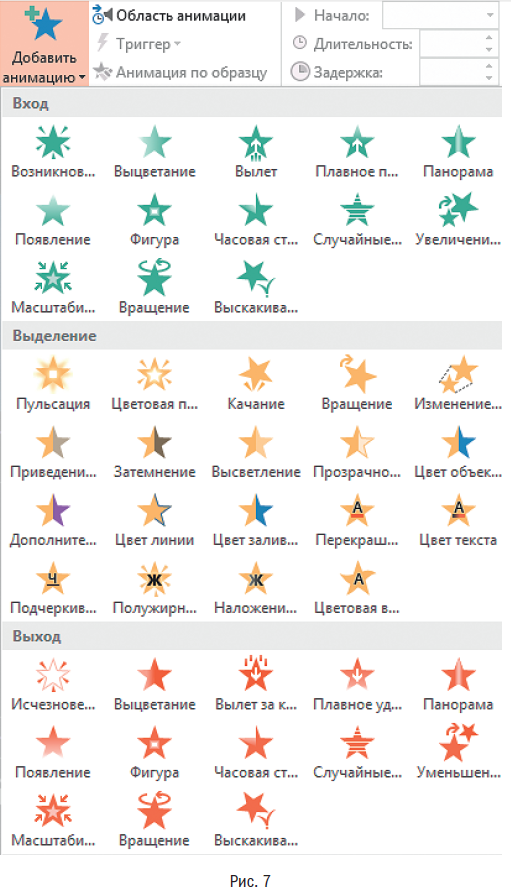 Добавить анимацию
Область анимации
Триггер
Анимация по образцу
Начало:
Длительность:
Задержка:
Вход
Возникнов... Выцветание Вылет Плавное п... Панорама
Появление Фигура Часовая ст... Случайные... Увеличени...
Масштаби... Вращение Выскакива...
Выделение
Пульсация Цветовая п... Качание Вращение Изменение...
Приведени... Затемнение Высветление Прозрачно... Цвет объек...
А А
Дополните... Цвет линии Цвет залив... Перекраш... Цвет текста
Ч Ж Ж А
Подчеркив... Полужирн... Наложени... Цветовая в...
Выход
Исчезнове... Выцветание Вылет за к... Плавное уд... Панорама
Появление Фигура Часовая ст... Случайные... Уменьшен...
Масштаби... Вращение Выскакива...
Рис. 7